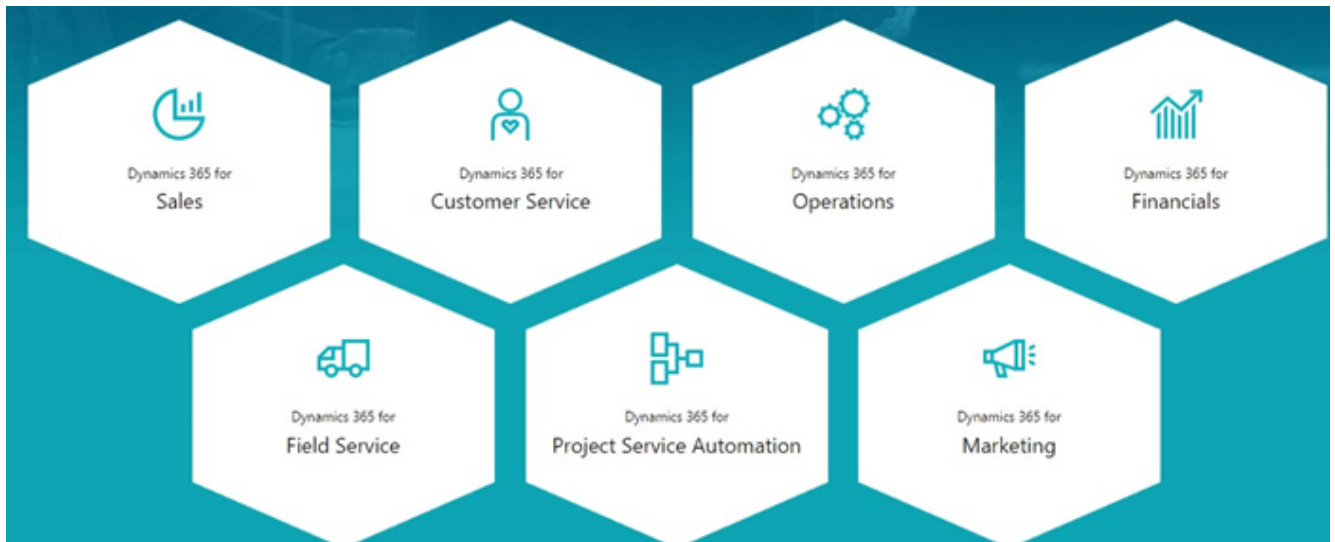 Dynamics 365 for
Sales
Dynamics 365 for
Customer Service
Dynamics 365 for
Operations
Dynamics 365 for
Financials
Dynamics 365 for
Field Service
Dynamics 365 for
Project Service Automation
Dynamics 365 for
Marketing